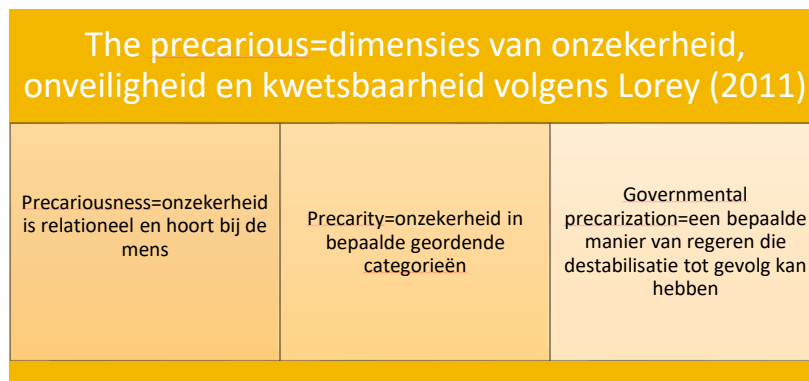 The precarious=dimensies van onzekerheid,
onveiligheid en kwetsbaarheid volgens Lorey (2011)
Precariousness=onzekerheid
is relationeel en hoort bij de
mens
Precarity=onzekerheid in
bepaalde geordende
categorieën
Governmental
precarization=een bepaalde
manier van regeren die
destabilisatie tot gevolg kan
hebben